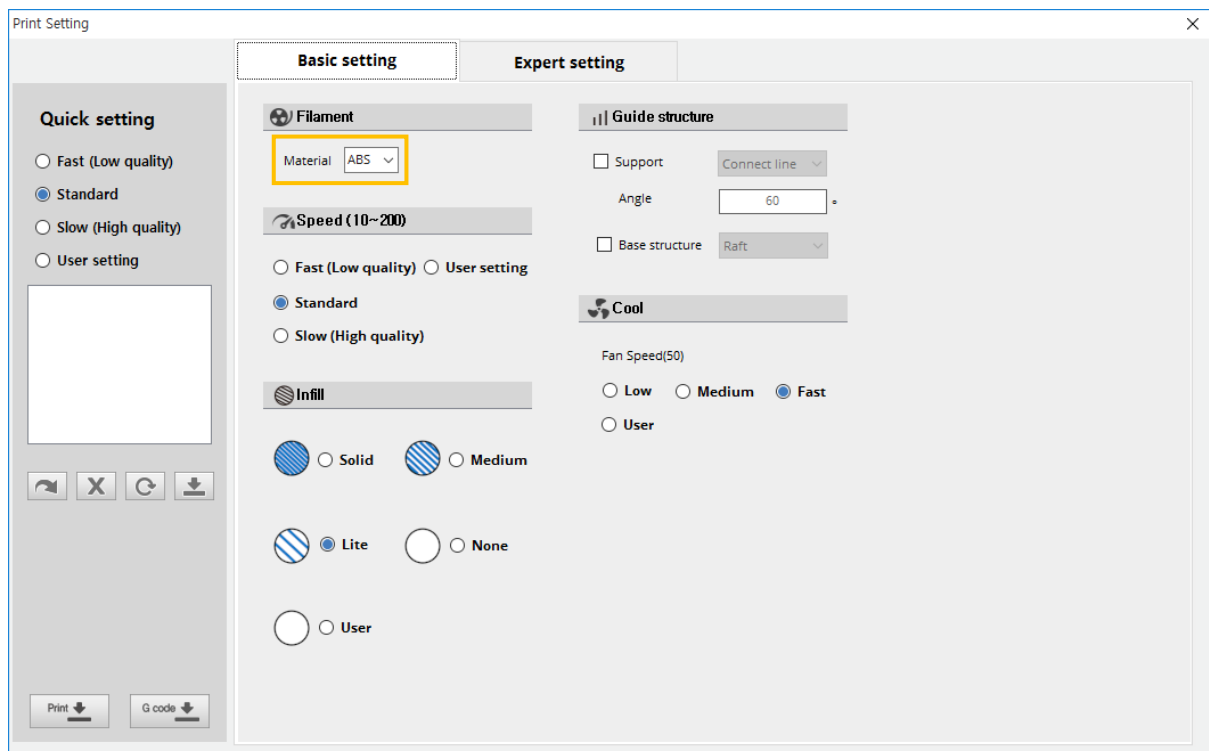 Print Setting
Basic setting
Expert setting
Quick setting
Fast (Low quality)
Standard
Slow (High quality)
User setting
Print
G code
Filament
Material ABS
Speed (10~200)
Fast (Low quality) User setting
Standard
Slow (High quality)
Infill
Solid Medium
Lite None
User
Guide structure
Support Connect line
Angle 60 °
Base structure Raft
Cool
Fan Speed(50)
Low Medium Fast
User